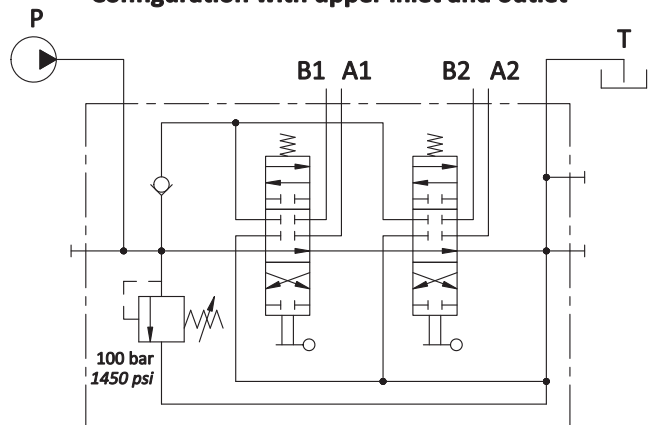 Configuration with upper inlet and outlet
P
T
B1 A1
B2 A2
100 bar
1450 psi